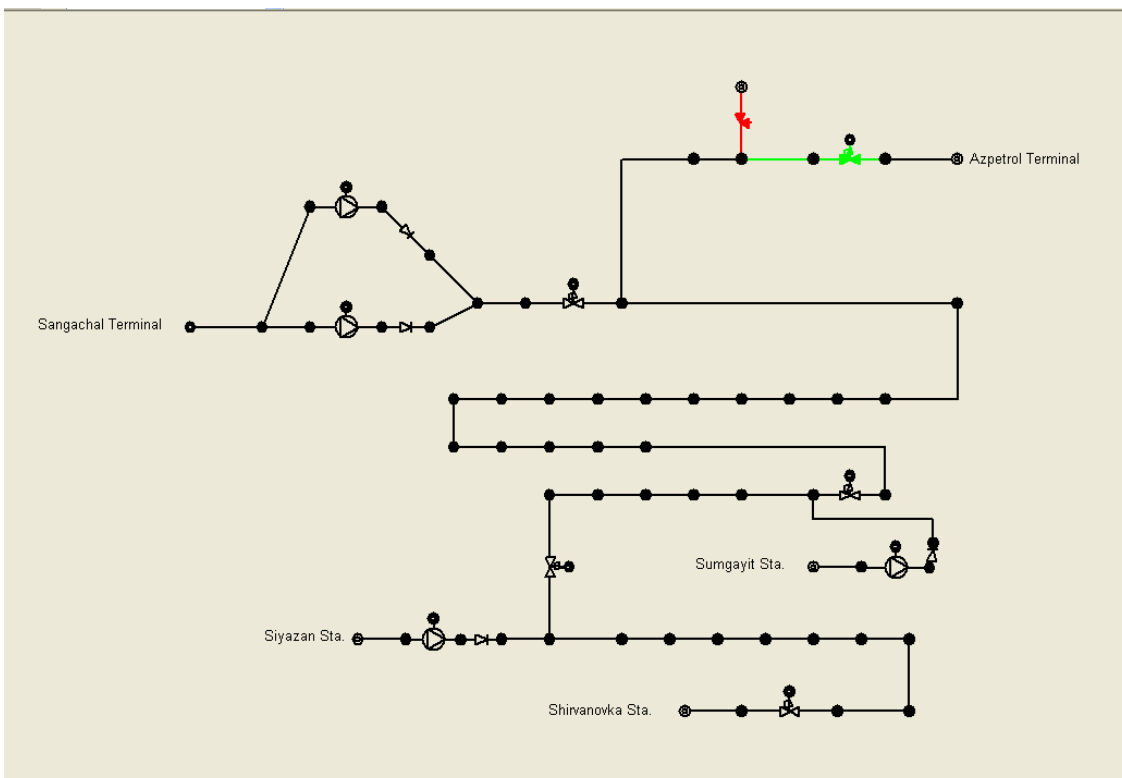 Azpetrol Terminal
Sangachal Terminal
Sumgayit Sta.
Siyazan Sta.
Shirvanovka Sta.